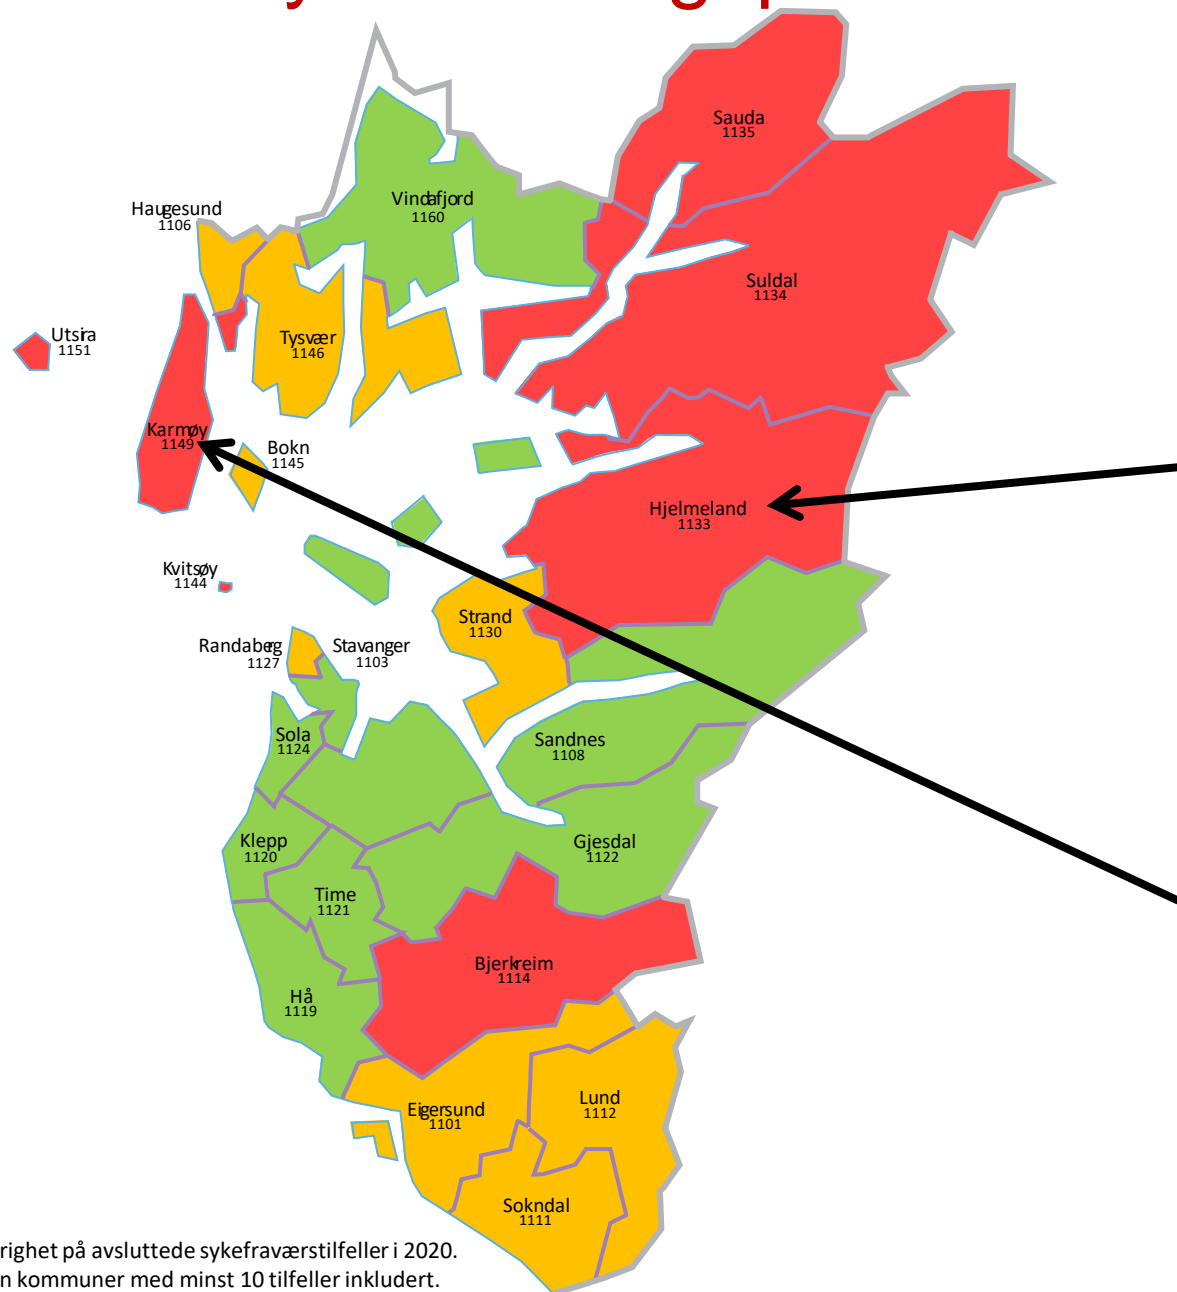 Sauda
1135
Vindafjord
1160
Haugesund
1106
Suldal
1134
Utsira
1151
Tysvær
1146
Karmøy
1149
Bokn
1145
Hjelmeland
1133
Kvitsøy
1144
Strand
1130
Randaberg
1127
Stavanger
1103
Sola
1124
Sandnes
1108
Klepp
1120
Gjesdal
1122
Time
1121
Bjerkreim
1114
Hå
1119
Eigersund
1101
Lund
1112
Sokndal
1111
righet på avsluttede sykefraværstilfeller i 2020.
n kommuner med minst 10 tilfeller inkludert.